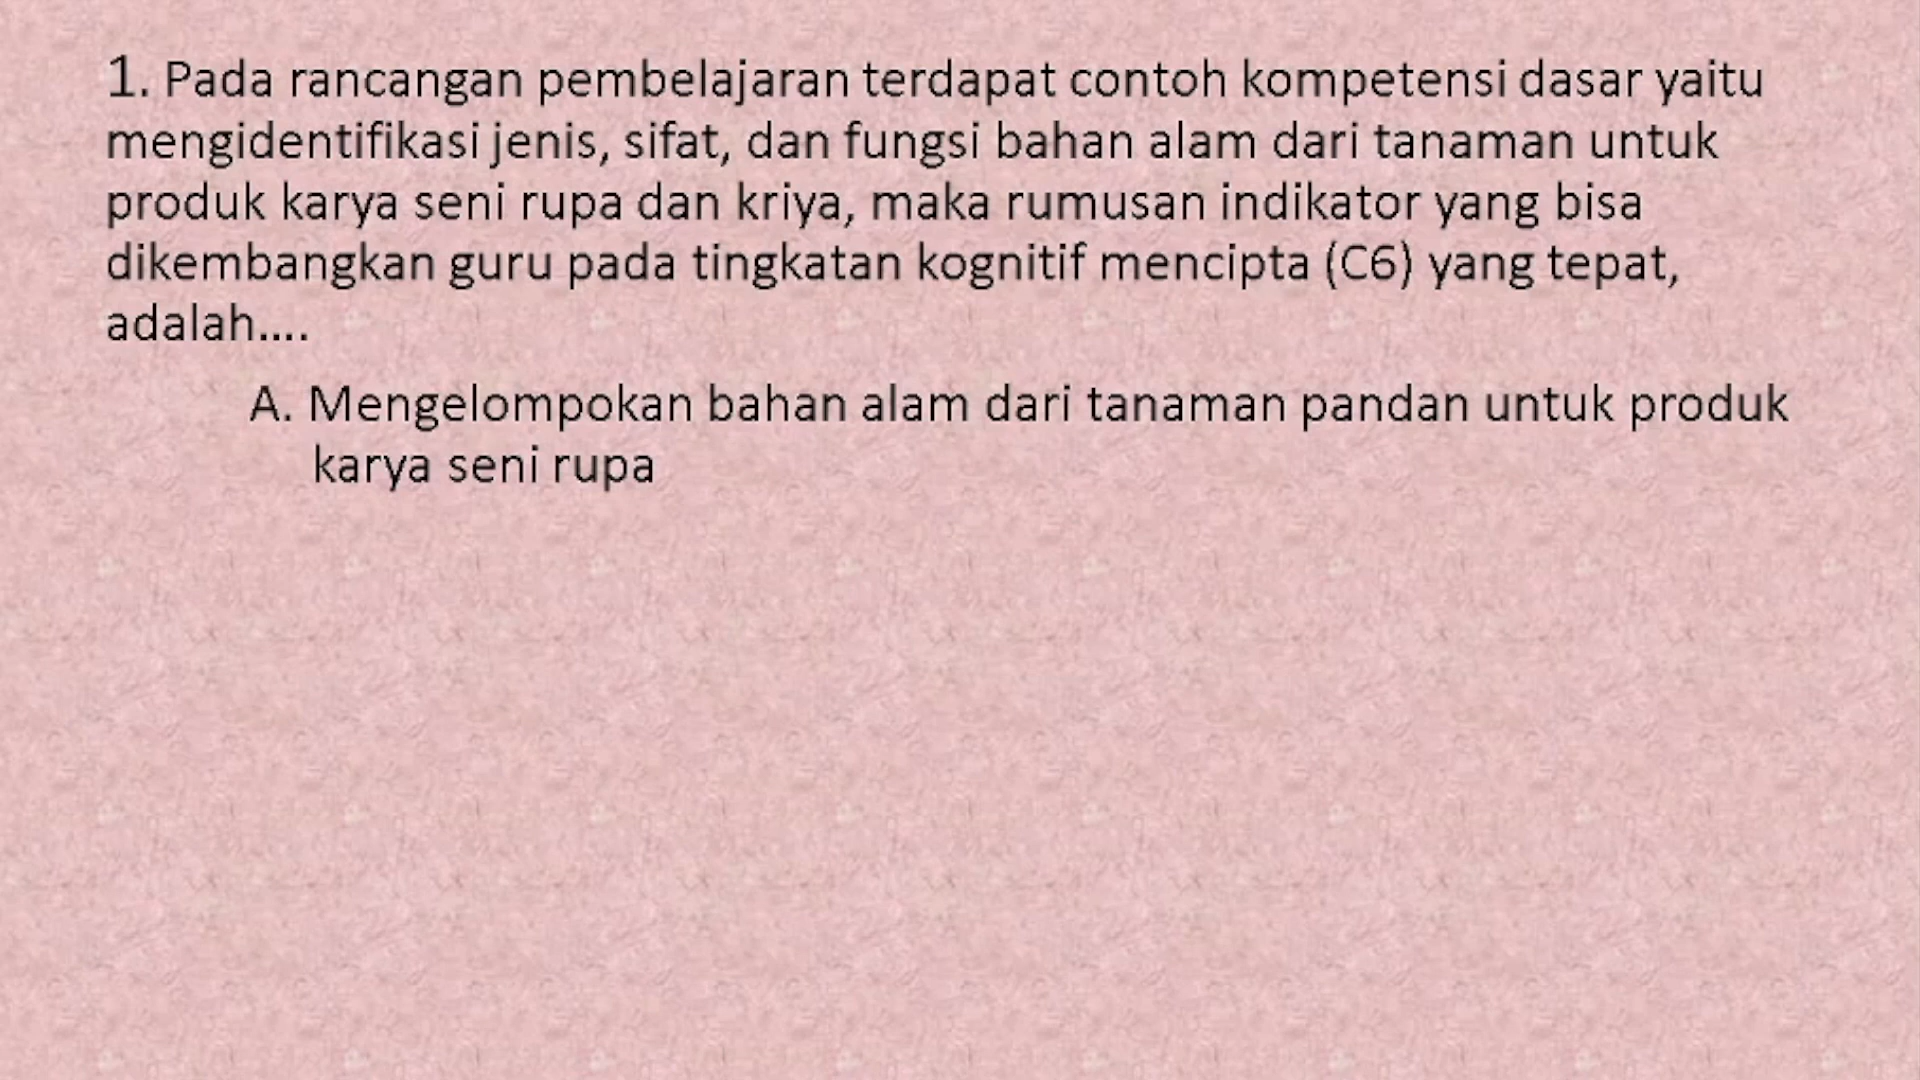 1. Pada rancangan pembelajaran terdapat contoh kompetensi dasar yaitu
mengidentifikasi jenis, sifat, dan fungsi bahan alam dari tanaman untuk
produk karya seni rupa dan kriya, maka rumusan indikator yang bisa
dikembangkan guru pada tingkatan kognitif mencipta (C6) yang tepat,
adalah....
A. Mengelompokan bahan alam dari tanaman pandan untuk produk
karya seni rupa